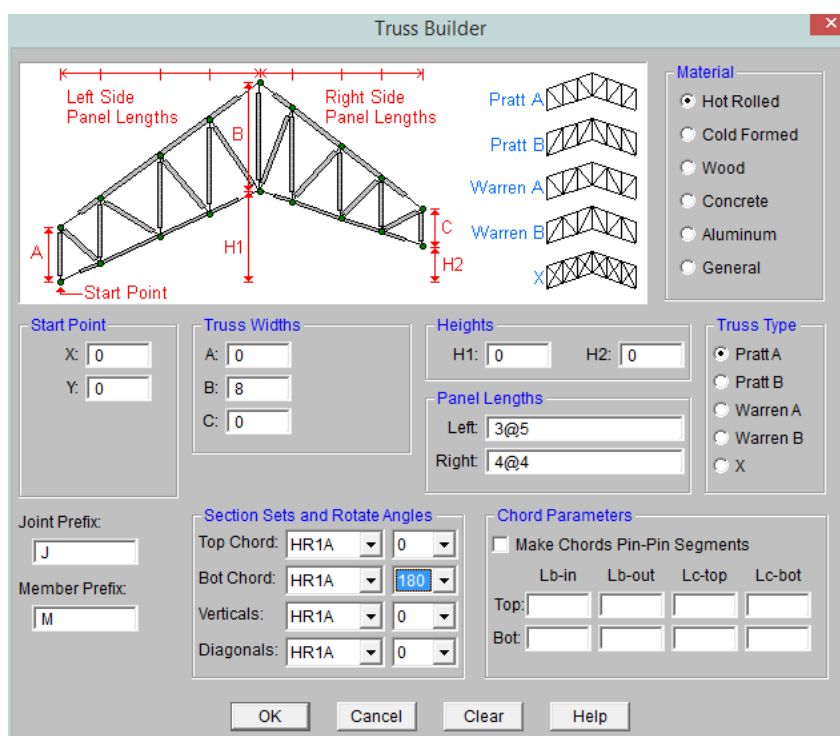 Truss Builder
x
Left Side
Panel Lengths
Right Side
Panel Lengths
B
A
H1
C
H2
Start Point
Pratt A
Pratt B
Warren A
Warren B
X
Material
Hot Rolled
Cold Formed
Wood
Concrete
Aluminum
General
Start Point
X: 0
Y: 0
Truss Widths
A: 0
B: 8
C: 0
Heights
H1: 0 H2: 0
Panel Lengths
Left: 3@5
Right: 4@4
Truss Type
Pratt A
Pratt B
Warren A
Warren B
X
Joint Prefix:
J
Member Prefix:
M
Section Sets and Rotate Angles
Top Chord: HR1A 0
Bot Chord: HR1A 180
Verticals: HR1A 0
Diagonals: HR1A 0
Chord Parameters
Make Chords Pin-Pin Segments
Lb-in Lb-out Lc-top Lc-bot
Top:
Bot:
OK Cancel Clear Help